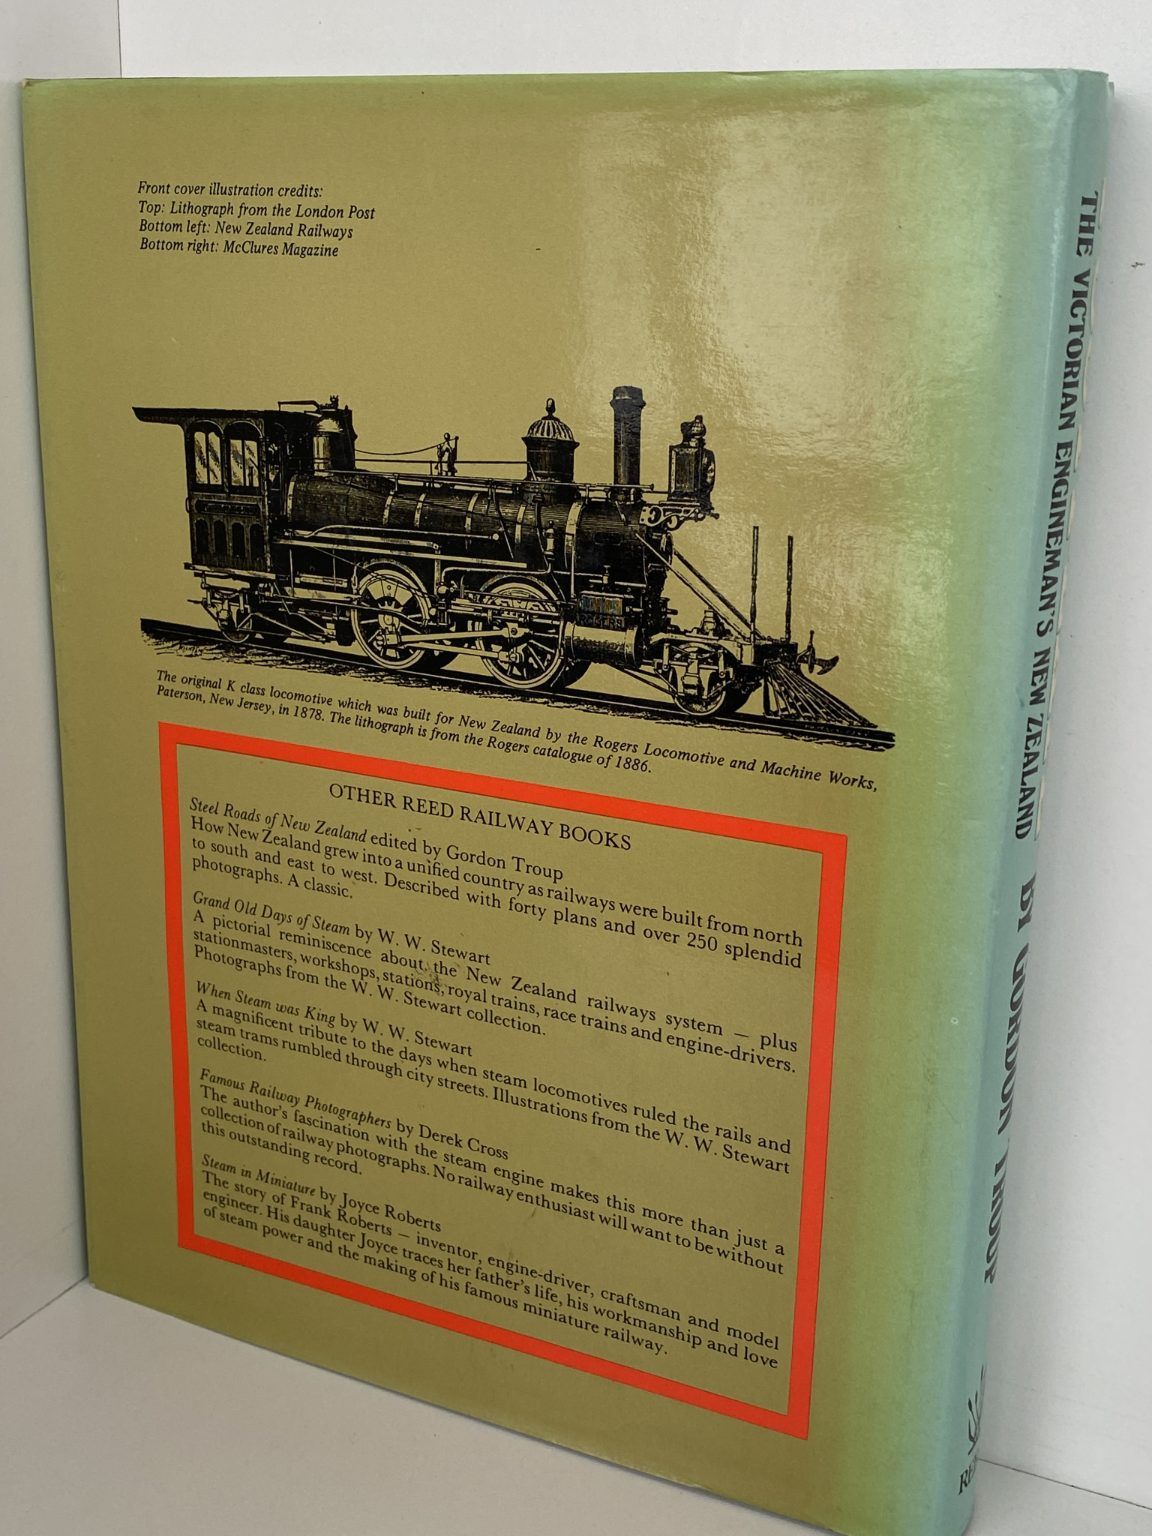 Front cover illustration credits:
Top: Lithograph from the London Post
Bottom left: New Zealand Railways
Bottom right: McClures Magazine
ROGERS
The original K class locomotive which was built for New Zealand by the Rogers Locomotive and Machine Works,
Paterson, New Jersey, in 1878. The lithograph is from the Rogers catalogue of 1886.
OTHER REED RAILWAY BOOKS
Steel Roads of New Zealand edited by Gordon Troup
How New Zealand grew into a unified country as railways were built from north
to south and east to west. Described with forty plans and over 250 splendid
photographs. A classic.
Grand Old Days of Steam by W. W. Stewart
A pictorial reminiscence about the New Zealand railways system — plus
stationmasters, workshops, stations, royal trains, race trains and engine-drivers.
Photographs from the W. W. Stewart collection.
When Steam was King by W. W. Stewart
A magnificent tribute to the days when steam locomotives ruled the rails and
steam trams rumbled through city streets. Illustrations from the W. W. Stewart
collection.
Famous Railway Photographers by Derek Cross
The author's fascination with the steam engine makes this more than just a
collection of railway photographs. No railway enthusiast will want to be without
this outstanding record.
Steam in Miniature by Joyce Roberts
The story of Frank Roberts — inventor, engine-driver, craftsman and model
engineer. His daughter Joyce traces her father's life, his workmanship and love
of steam power and the making of his famous miniature railway.
THE VICTORIAN ENGINEMAN'S NEW ZEALAND BY GORDON TROUP